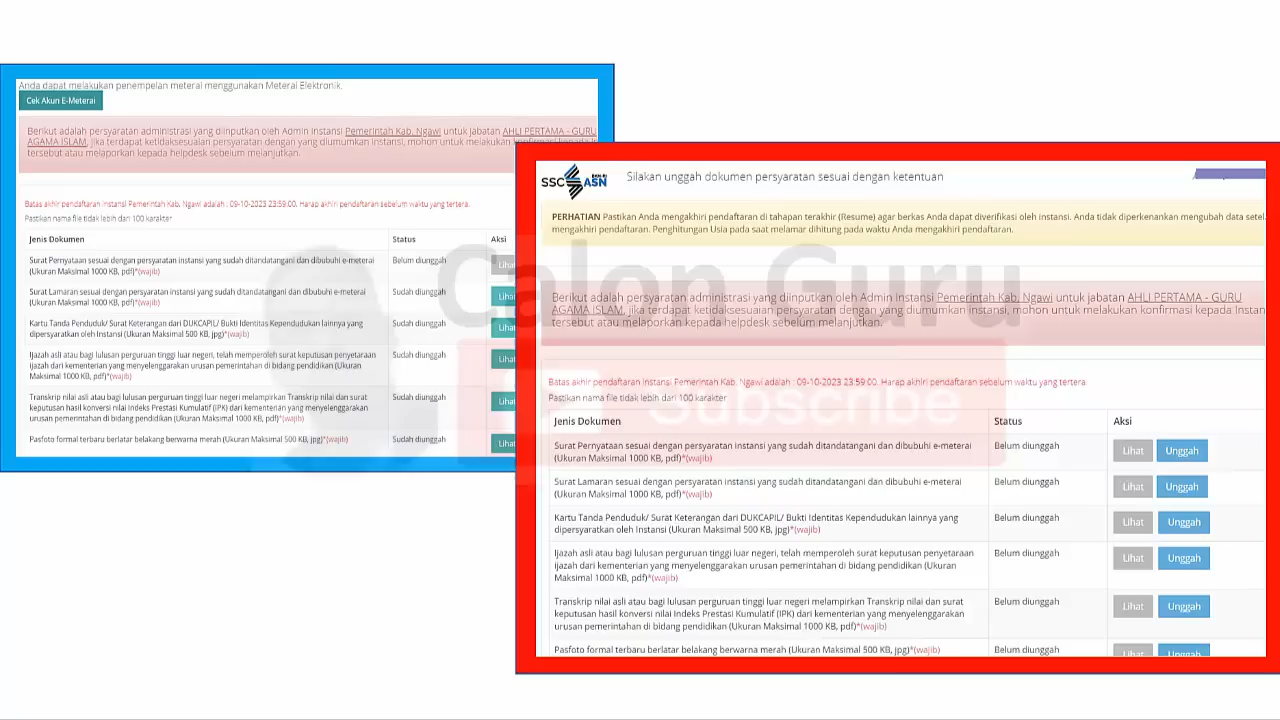 Anda dapat melakukan penempelan meterai menggunakan Meterai Elektronik.
Cek Akun E-Meterai
Berikut adalah persyaratan administrasi yang diinputkan oleh Admin Instansi Pemerintah Kab. Ngawi untuk jabatan AHLI PERTAMA - GURU
AGAMA ISLAM, jika terdapat ketidaksesuaian persyaratan dengan yang diumumkan instansi, mohon untuk melakukan konfirmasi kepada In
tersebut atau melaporkan kepada helpdesk sebelum melanjutkan.
Batas akhir pendaftaran instansi Pemerintah Kab. Ngawi adalah : 09-10-2023 23:59:00. Harap akhiri pendaftaran sebelum waktu yang tertera.
Pastikan nama file tidak lebih dari 100 karakter
Jenis Dokumen Status Aksi
Surat Pernyataan sesuai dengan persyaratan instansi yang sudah ditandatangani dan dibubuhi e-meterai Belum diunggah Liha
(Ukuran Maksimal 1000 KB, pdf)*(wajib)
Surat Lamaran sesuai dengan persyaratan instansi yang sudah ditandatangani dan dibubuhi e-meterai Sudah diunggah Liha
(Ukuran Maksimal 1000 KB, pdf)*(wajib)
Kartu Tanda Penduduk/ Surat Keterangan dari DUKCAPIL/ Bukti Identitas Kependudukan lainnya yang Sudah diunggah Liha
dipersyaratkan oleh Instansi (Ukuran Maksimal 500 KB, jpg)*(wajib)
Ijazah asli atau bagi lulusan perguruan tinggi luar negeri, telah memperoleh surat keputusan penyetaraan Sudah diunggah Liha
ijazah dari kementerian yang menyelenggarakan urusan pemerintahan di bidang pendidikan (Ukuran
Maksimal 1000 KB, pdf)*(wajib)
Transkrip nilai asli atau bagi lulusan perguruan tinggi luar negeri melampirkan Transkrip nilai dan surat Sudah diunggah Liha
keputusan hasil konversi nilai Indeks Prestasi Kumulatif (IPK) dari kementerian yang menyelenggarakan
urusan pemerintahan di bidang pendidikan (Ukuran Maksimal 1000 KB, pdf)*(wajib)
Pasfoto formal terbaru berlatar belakang berwarna merah (Ukuran Maksimal 500 KB, jpg)*(wajib) Sudah diunggah Lihat
SSC ASN
Silakan unggah dokumen persyaratan sesuai dengan ketentuan
PERHATIAN Pastikan Anda mengakhiri pendaftaran di tahapan terakhir (Resume) agar berkas Anda dapat diverifikasi oleh instansi. Anda tidak diperkenankan mengubah data setel
mengakhiri pendaftaran. Penghitungan Usia pada saat melamar dihitung pada waktu Anda mengakhiri pendaftaran.
Calon Guru
Berikut adalah persyaratan administrasi yang diinputkan oleh Admin Instansi Pemerintah Kab. Ngawi untuk jabatan AHLI PERTAMA - GURU
AGAMA ISLAM, jika terdapat ketidaksesuaian persyaratan dengan yang diumumkan instansi, mohon untuk melakukan konfirmasi kepada Instan
tersebut atau melaporkan kepada helpdesk sebelum melanjutkan.
Batas akhir pendaftaran instansi Pemerintah Kab. Ngawi adalah : 09-10-2023 23:59:00. Harap akhiri pendaftaran sebelum waktu yang tertera.
Pastikan nama file tidak lebih dari 100 karakter
Subscribe
Jenis Dokumen Status Aksi
Surat Pernyataan sesuai dengan persyaratan instansi yang sudah ditandatangani dan dibubuhi e-meterai Belum diunggah Lihat Unggah
(Ukuran Maksimal 1000 KB, pdf)*(wajib)
Surat Lamaran sesuai dengan persyaratan instansi yang sudah ditandatangani dan dibubuhi e-meterai Belum diunggah Lihat Unggah
(Ukuran Maksimal 1000 KB, pdf)*(wajib)
Kartu Tanda Penduduk/ Surat Keterangan dari DUKCAPIL/ Bukti Identitas Kependudukan lainnya yang Belum diunggah Lihat Unggah
dipersyaratkan oleh Instansi (Ukuran Maksimal 500 KB, jpg)*(wajib)
Ijazah asli atau bagi lulusan perguruan tinggi luar negeri, telah memperoleh surat keputusan penyetaraan Belum diunggah Lihat Unggah
ijazah dari kementerian yang menyelenggarakan urusan pemerintahan di bidang pendidikan (Ukuran
Maksimal 1000 KB, pdf)*(wajib)
Transkrip nilai asli atau bagi lulusan perguruan tinggi luar negeri melampirkan Transkrip nilai dan surat Belum diunggah Lihat Unggah
keputusan hasil konversi nilai Indeks Prestasi Kumulatif (IPK) dari kementerian yang menyelenggarakan
urusan pemerintahan di bidang pendidikan (Ukuran Maksimal 1000 KB, pdf)*(wajib)
Pasfoto formal terbaru berlatar belakang berwarna merah (Ukuran Maksimal 500 KB, jpg)*(wajib) Belum diunggah Lihat Unggah